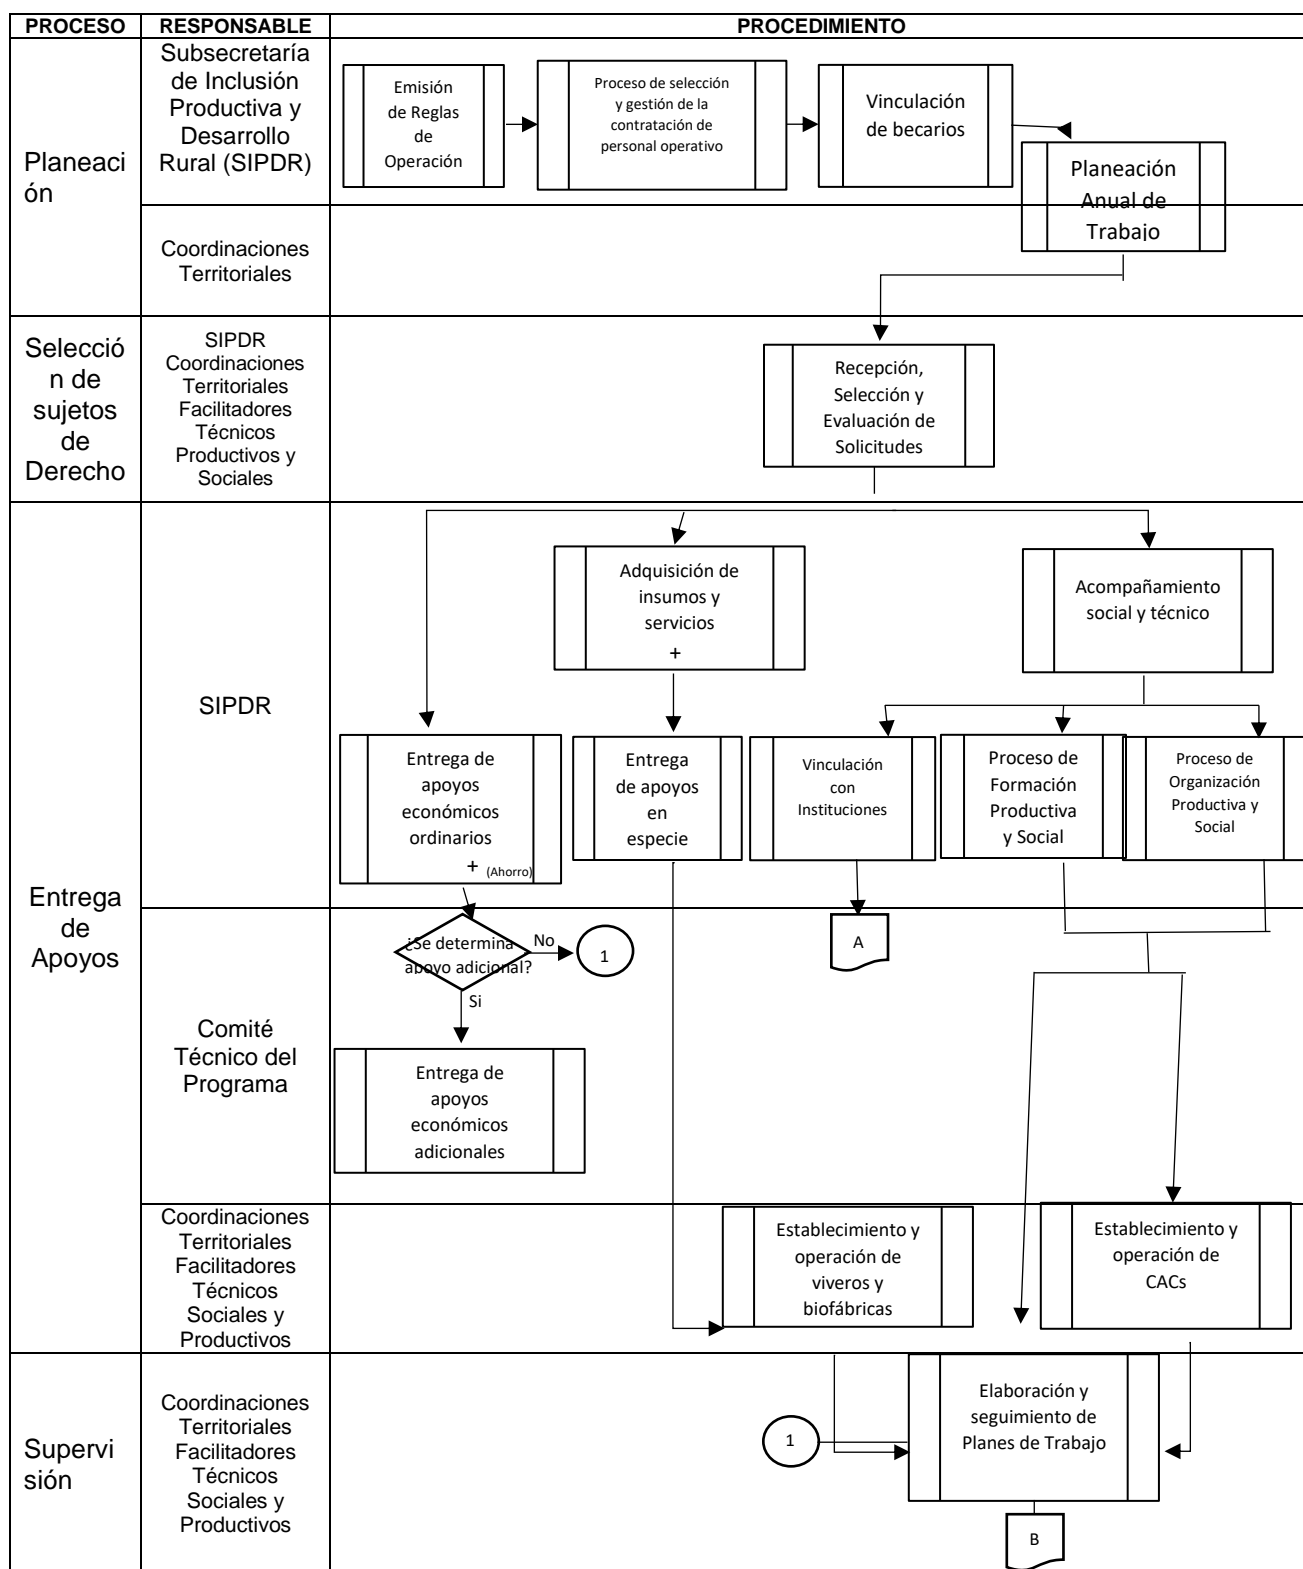 PROCESO
RESPONSABLE
PROCEDIMIENTO
Planeaci
ón
Subsecretaría
de Inclusión
Productiva y
Desarrollo
Rural (SIPDR)
Emisión
de Reglas
de
Operación
Proceso de selección
y gestión de la
contratación de
personal operativo
Vinculación
de becarios
Planeación
Anual de
Trabajo
Coordinaciones
Territoriales
Selecció
n de
sujetos
de
Derecho
SIPDR
Coordinaciones
Territoriales
Facilitadores
Técnicos
Productivos y
Sociales
Recepción,
Selección y
Evaluación de
Solicitudes
Entrega
de
Apoyos
SIPDR
Adquisición de
insumos y
servicios
+
Acompañamiento
social y técnico
Entrega de
apoyos
económicos
ordinarios
+ (Ahorro)
Entrega
de apoyos
en
especie
Vinculación
con
Instituciones
Proceso de
Formación
Productiva
y Social
Proceso de
Organización
Productiva y
Social
Comité
Técnico del
Programa
¿Se determina
apoyo adicional?
No
1
Si
A
Entrega de
apoyos
económicos
adicionales
Coordinaciones
Territoriales
Facilitadores
Técnicos
Sociales y
Productivos
Establecimiento y
operación de
viveros y
biofábricas
Establecimiento y
operación de
CACs
Supervi
sión
Coordinaciones
Territoriales
Facilitadores
Técnicos
Sociales y
Productivos
1
Elaboración y
seguimiento de
Planes de Trabajo
B